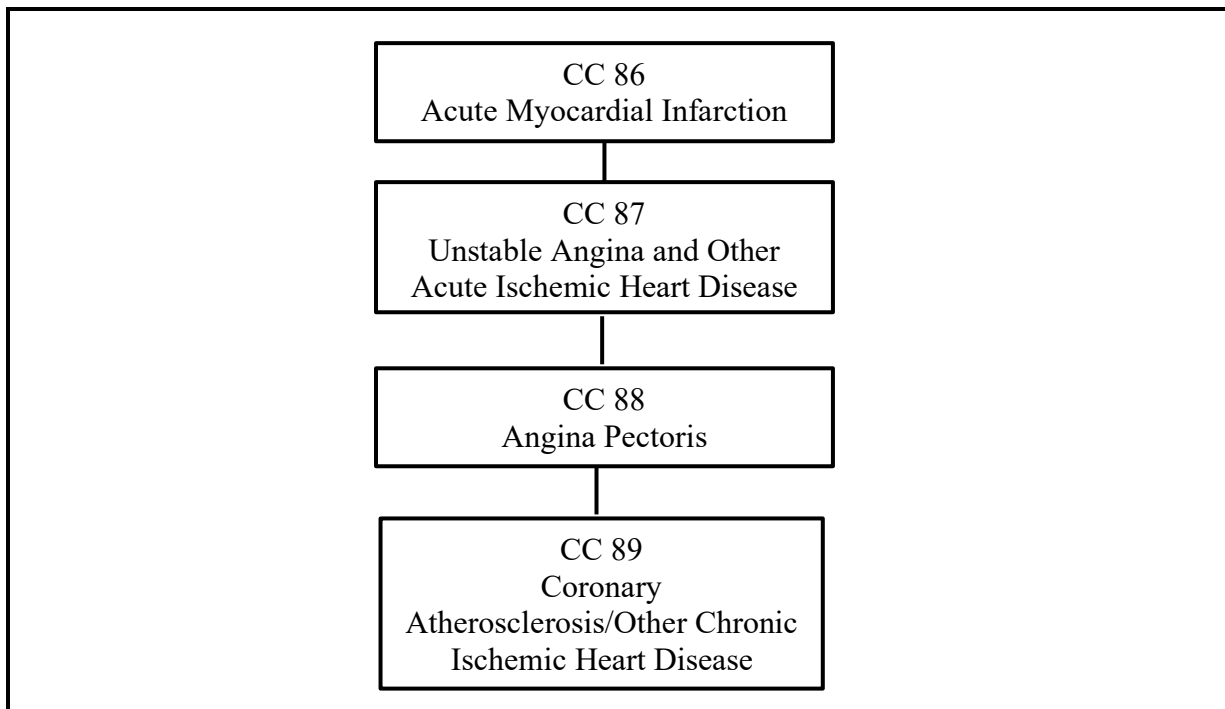 CC 86
Acute Myocardial Infarction
CC 87
Unstable Angina and Other
Acute Ischemic Heart Disease
CC 88
Angina Pectoris
CC 89
Coronary
Atherosclerosis/Other Chronic
Ischemic Heart Disease